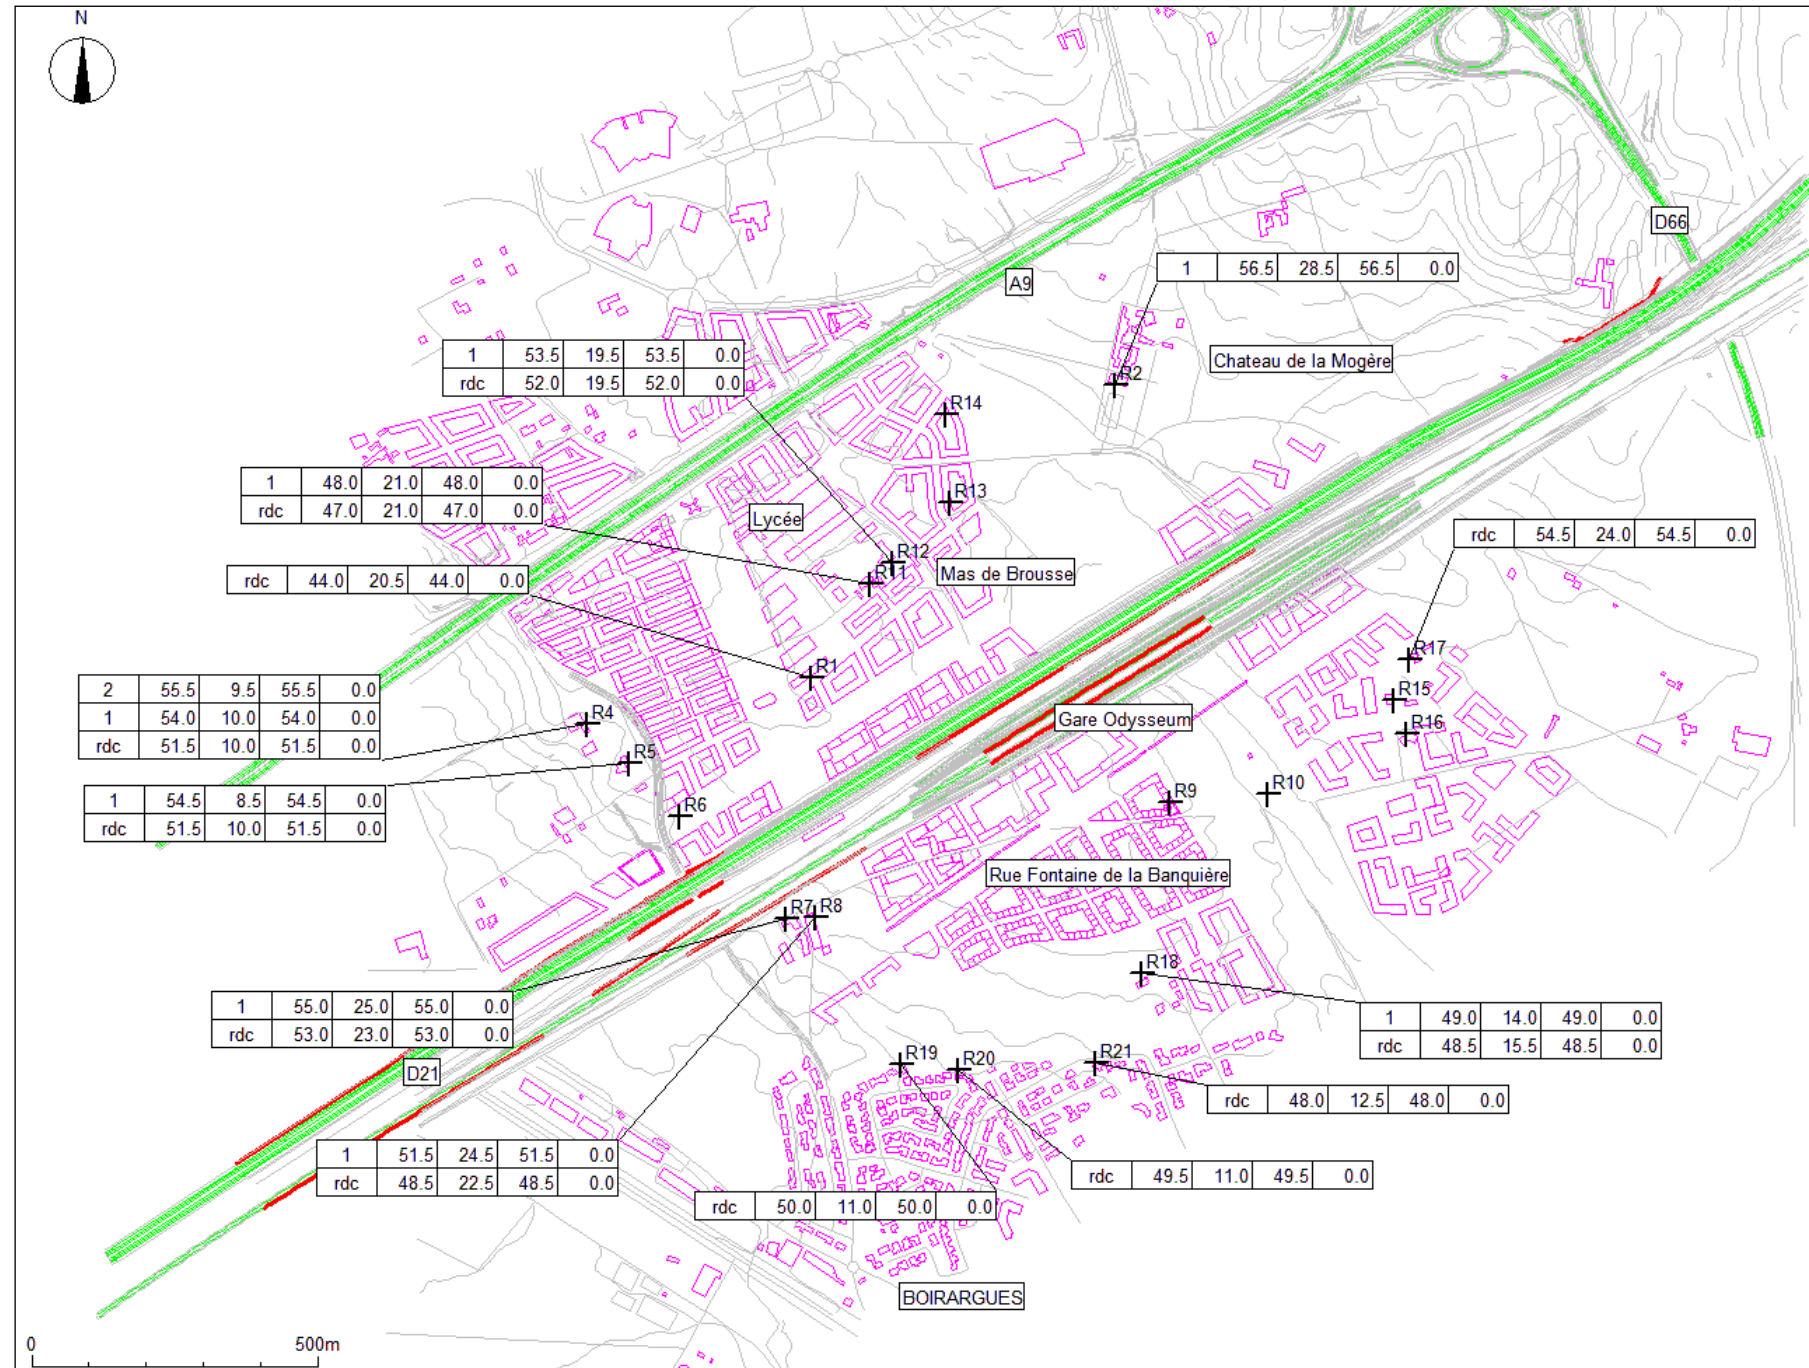 N
D66
A9
1 56.5 28.5 56.5 0.0
1 53.5 19.5 53.5 0.0
rdc 52.0 19.5 52.0 0.0
Chateau de la Mogère
R2
R14
1 48.0 21.0 48.0 0.0
rdc 47.0 21.0 47.0 0.0
R13
Lycée
rdc 54.5 24.0 54.5 0.0
R12
R11
Mas de Brousse
rdc 44.0 20.5 44.0 0.0
R17
R1
R15
2 55.5 9.5 55.5 0.0
1 54.0 10.0 54.0 0.0
rdc 51.5 10.0 51.5 0.0
R4
Gare Odysseum
R16
R5
1 54.5 8.5 54.5 0.0
rdc 51.5 10.0 51.5 0.0
R6
R9
R10
Rue Fontaine de la Banquière
R7
R8
R18
1 55.0 25.0 55.0 0.0
rdc 53.0 23.0 53.0 0.0
1 49.0 14.0 49.0 0.0
rdc 48.5 15.5 48.5 0.0
R19
R20
R21
D21
rdc 48.0 12.5 48.0 0.0
1 51.5 24.5 51.5 0.0
rdc 48.5 22.5 48.5 0.0
rdc 49.5 11.0 49.5 0.0
rdc 50.0 11.0 50.0 0.0
BOIRARGUES
0 500m